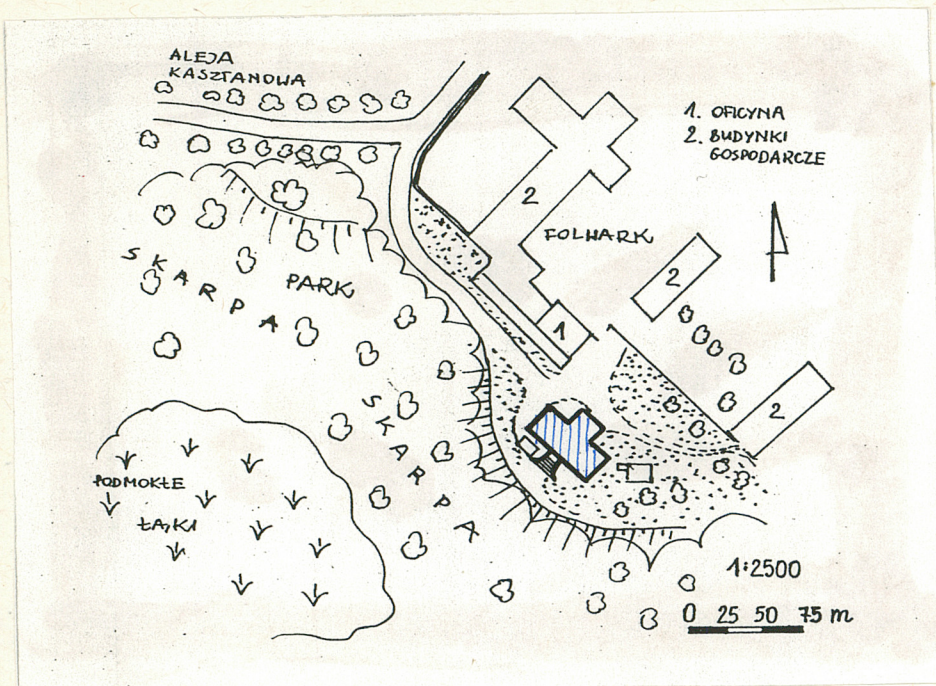 ALEJA
KASZTANOWA
1. OFICYNA
2. BUDYNKI
GOSPODARCZE
2
FOLWARK
2
SKARPA
PARK
1
2
SKARPA
PODMOKŁE
ŁĄKI
1:2500
0 25 50 75 m